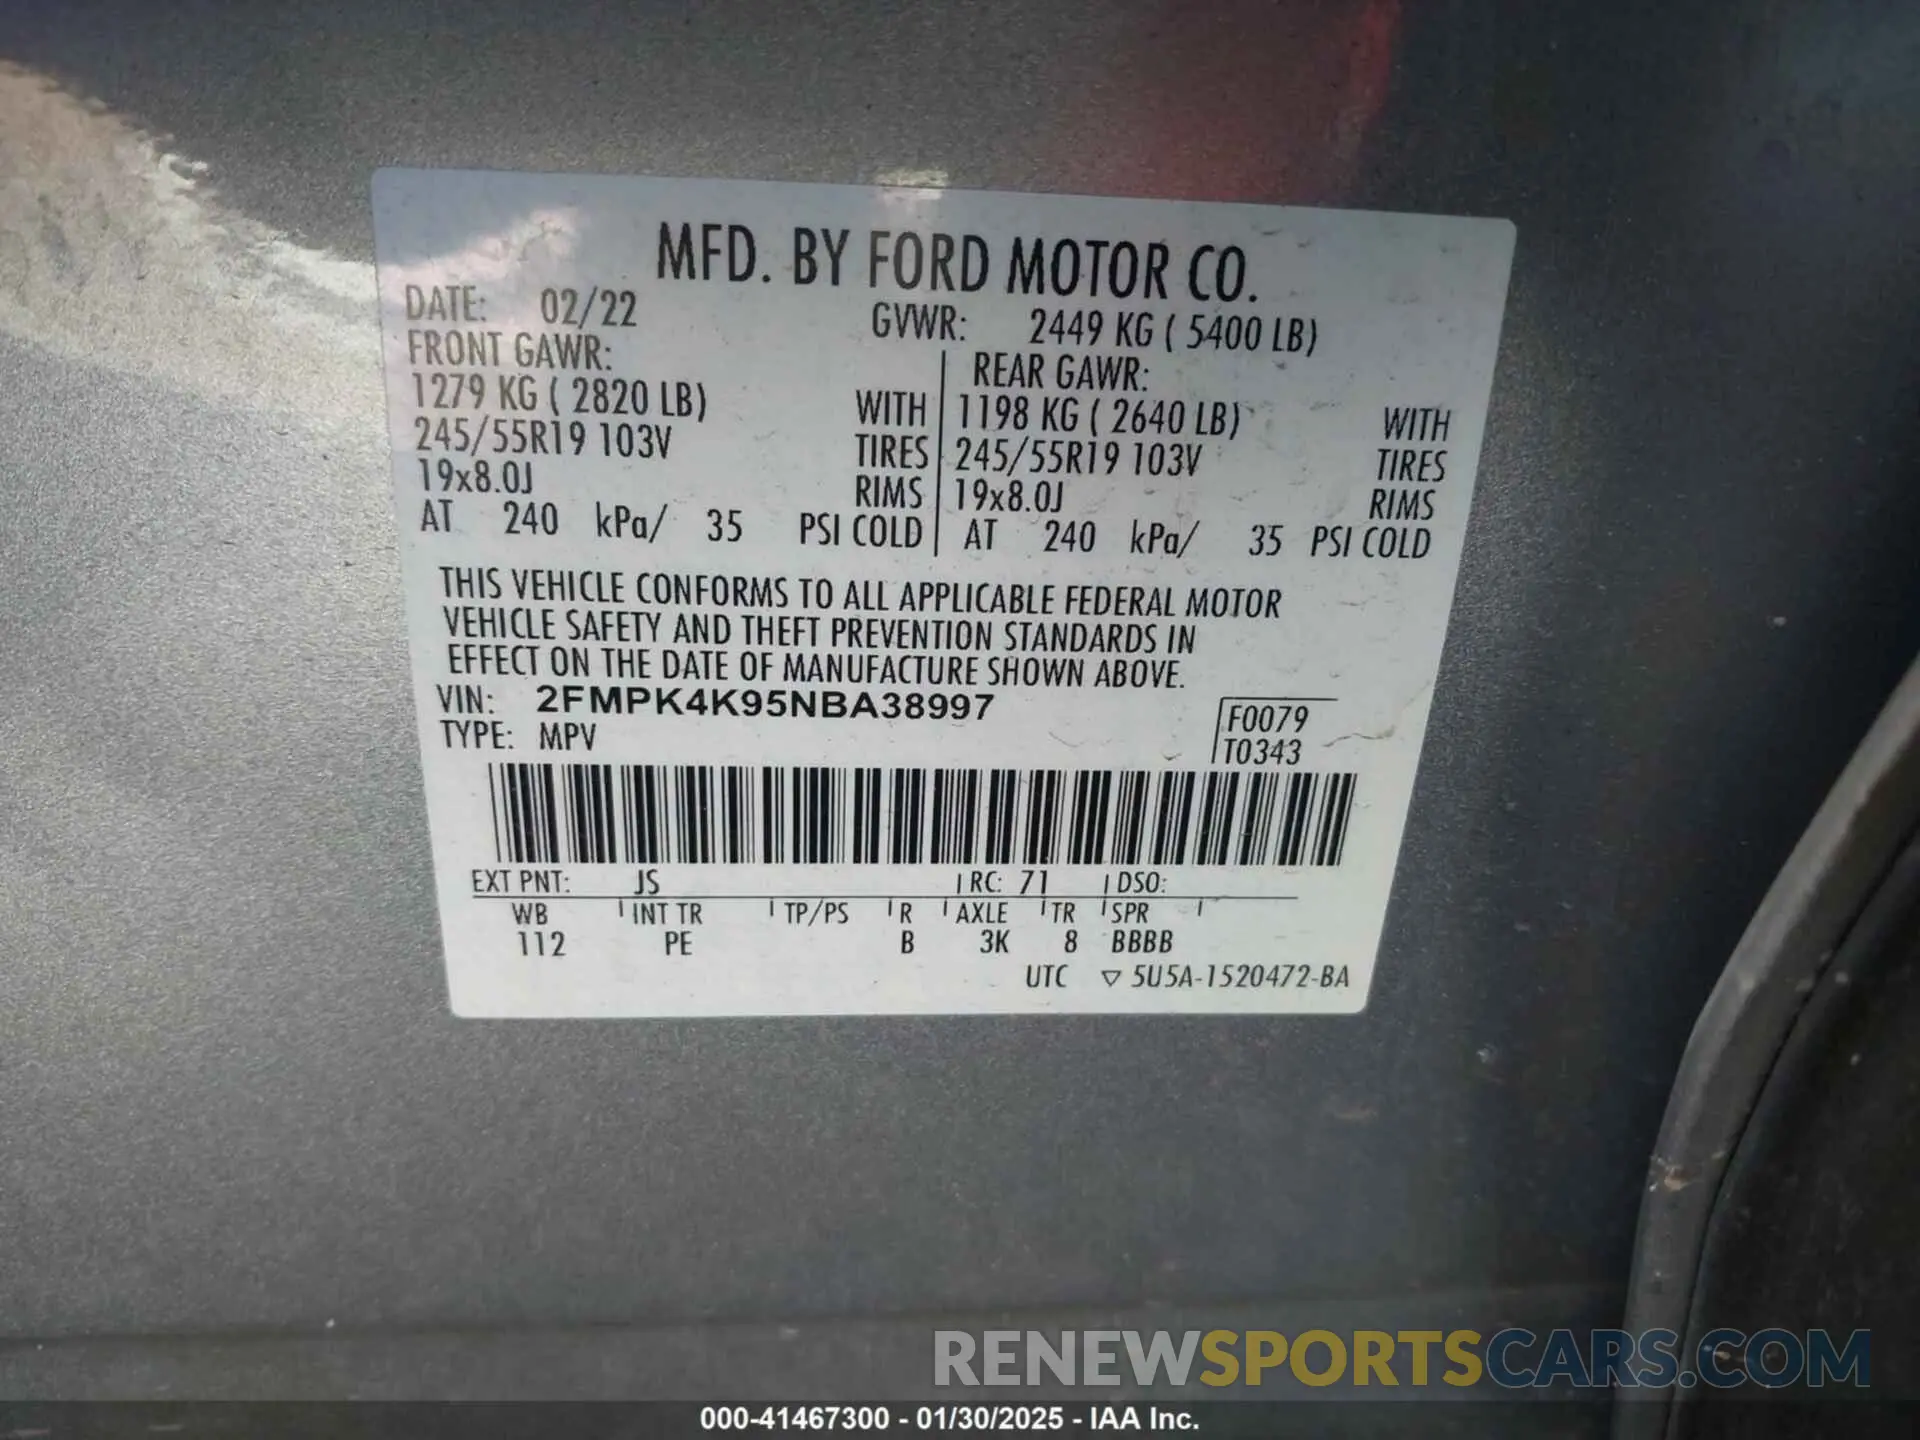 MFD. BY FORD MOTOR CO.
DATE: 02/22 GVWR: 2449 KG ( 5400 LB)
FRONT GAWR: REAR GAWR:
1279 KG ( 2820 LB) WITH 1198 KG ( 2640 LB) WITH
245/55R19 103V TIRES 245/55R19 103V TIRES
19x8.0J RIMS 19x8.0J RIMS
AT 240 kPa/ 35 PSI COLD AT 240 kPa/ 35 PSI COLD
THIS VEHICLE CONFORMS TO ALL APPLICABLE FEDERAL MOTOR
VEHICLE SAFETY AND THEFT PREVENTION STANDARDS IN
EFFECT ON THE DATE OF MANUFACTURE SHOWN ABOVE.
VIN: 2FMPK4K95NBA38997
F0079
TYPE: MPV
T0343
EXT PNT: JS RC: 71 DSO:
WB INT TR TP/PS R AXLE TR SPR
112 PE B 3K 8 BBBB
UTC ▽ 5U5A-1520472-BA
RENEWSPORTSCARS.COM
000-41467300 - 01/30/2025 - IAA Inc.